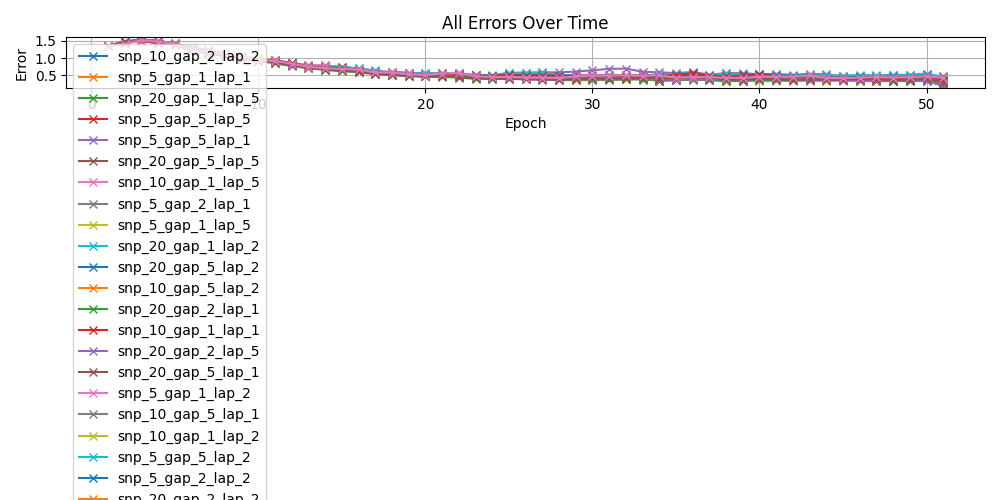 All Errors Over Time
1.5
1.0
0.5
Error
20
30
40
50
Epoch
snp_10_gap_2_lap_2
snp_5_gap_1_lap_1
snp_20_gap_1_lap_5
snp_5_gap_5_lap_5
snp_5_gap_5_lap_1
snp_20_gap_5_lap_5
snp_10_gap_1_lap_5
snp_5_gap_2_lap_1
snp_5_gap_1_lap_5
snp_20_gap_1_lap_2
snp_20_gap_5_lap_2
snp_10_gap_5_lap_2
snp_20_gap_2_lap_1
snp_10_gap_1_lap_1
snp_20_gap_2_lap_5
snp_20_gap_5_lap_1
snp_5_gap_1_lap_2
snp_10_gap_5_lap_1
snp_10_gap_1_lap_2
snp_5_gap_5_lap_2
snp_5_gap_2_lap_2
snp_20_gap_2_lap_2